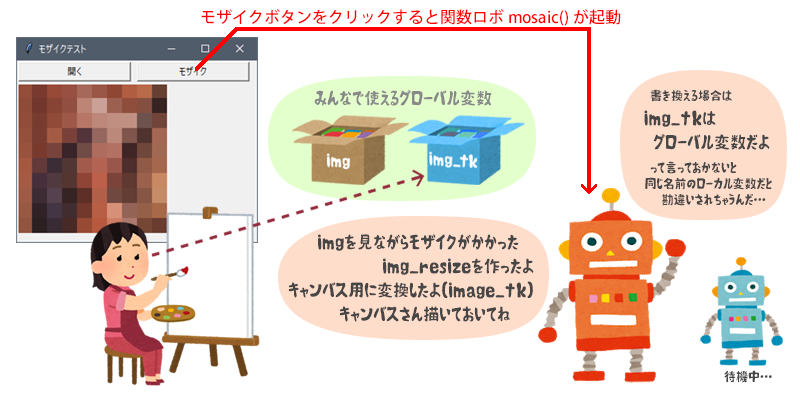 モザイクボタンをクリックすると関数ロボ mosaic() が起動
モザイクテスト
開く
モザイク
みんなで使えるグローバル変数
img
img_tk
書き換える場合は
img_tkは
グローバル変数だよ
って言っておかないと
同じ名前のローカル変数だと
勘違いされちゃうんだ…
imgを見ながらモザイクがかかった
img_resizeを作ったよ
キャンバス用に変換したよ(image_tk)
キャンバスさん描いておいてね
待機中…